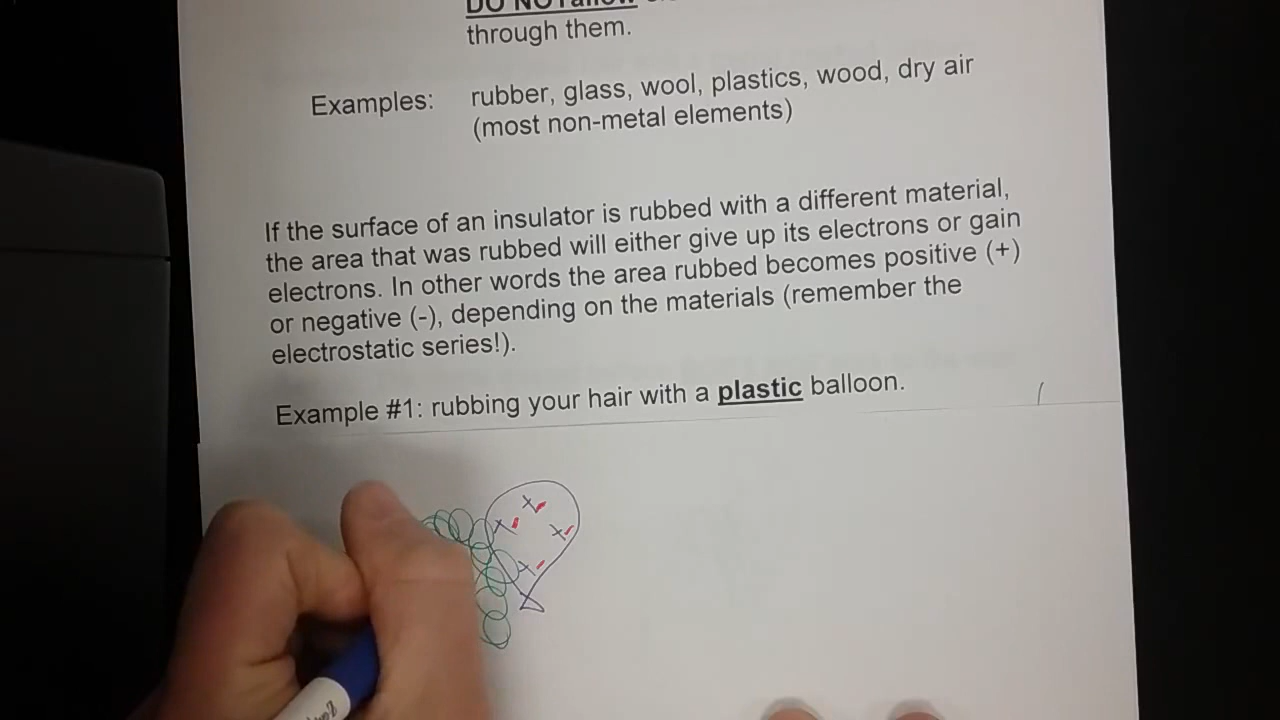 DO NOT allow
through them.
Examples: rubber, glass, wool, plastics, wood, dry air
(most non-metal elements)
If the surface of an insulator is rubbed with a different material,
the area that was rubbed will either give up its electrons or gain
electrons. In other words the area rubbed becomes positive (+)
or negative (-), depending on the materials (remember the
electrostatic series!).
Example #1: rubbing your hair with a plastic balloon.
+ -
+ - + -
+ -